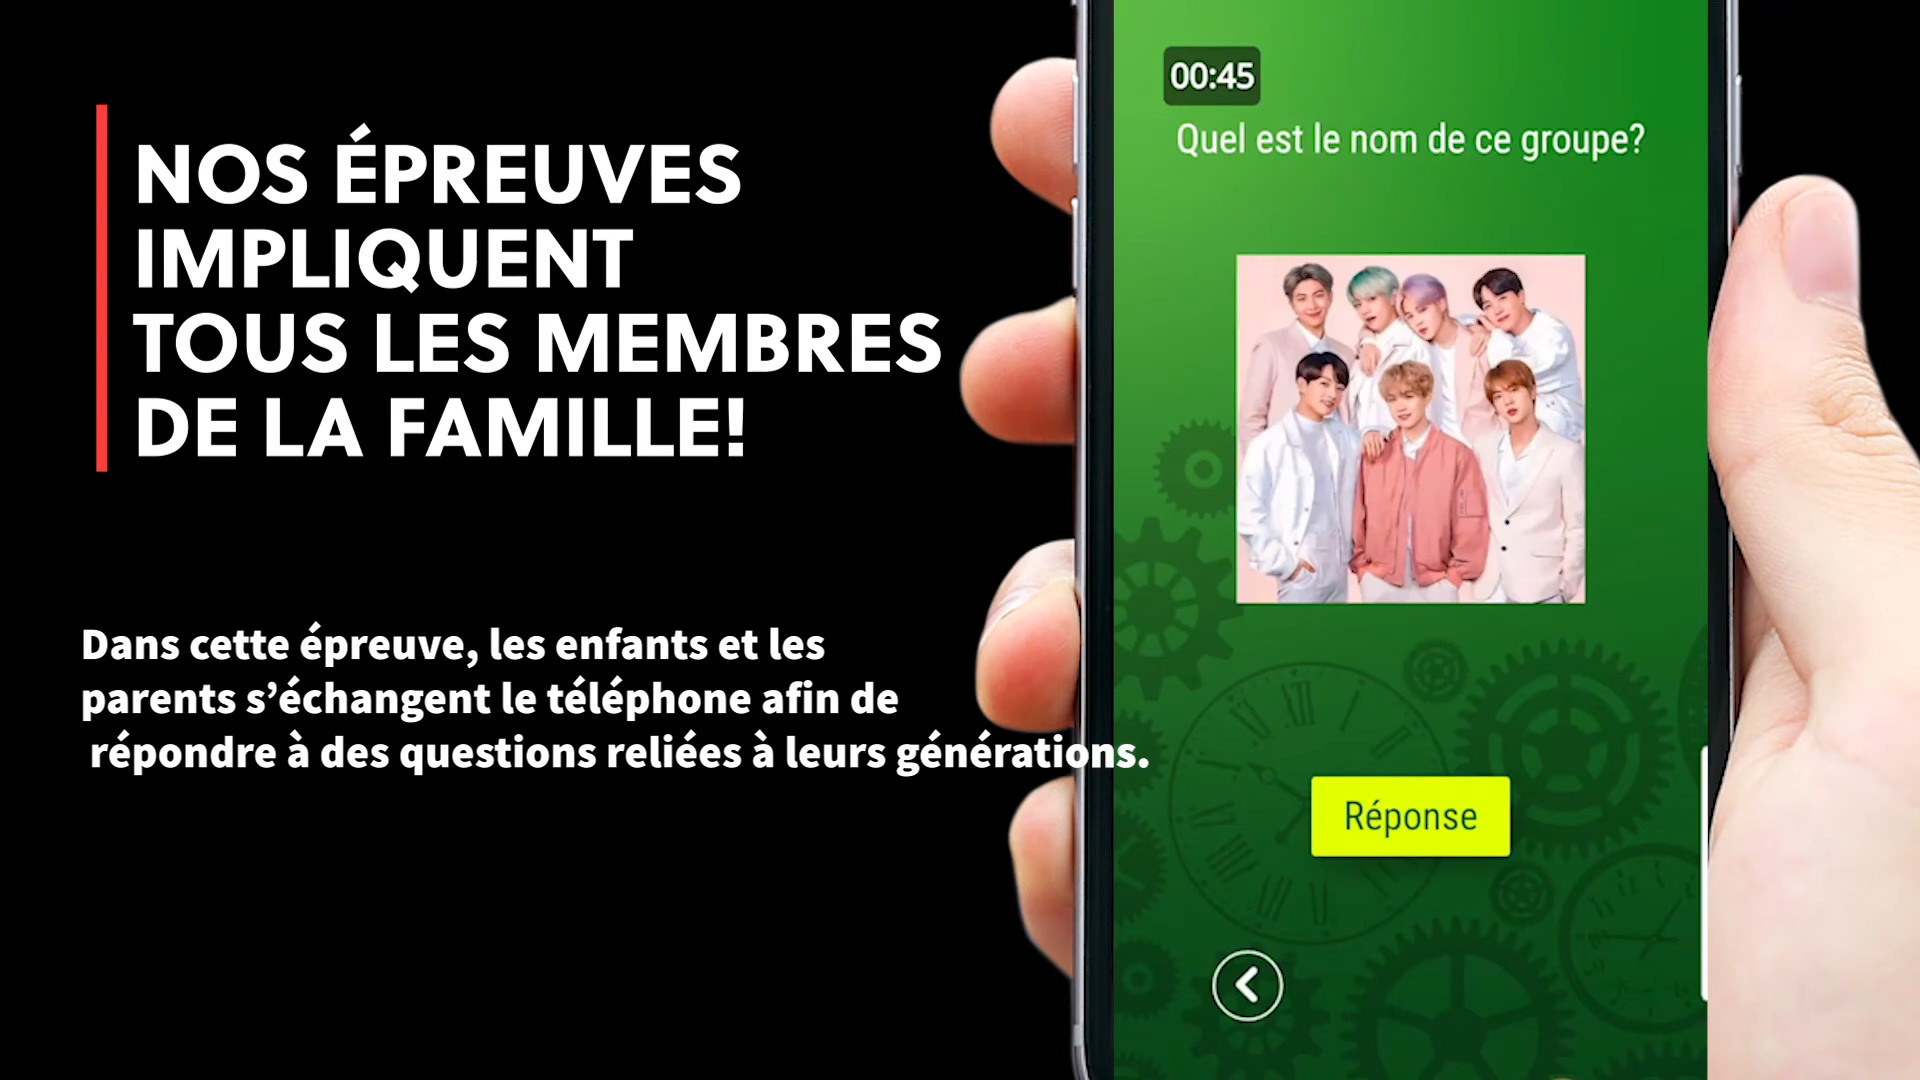 NOS ÉPREUVES
IMPLIQUENT
TOUS LES MEMBRES
DE LA FAMILLE!
Dans cette épreuve, les enfants et les
parents s’échangent le téléphone afin de
répondre à des questions reliées à leurs générations.
00:45
Quel est le nom de ce groupe?
Réponse